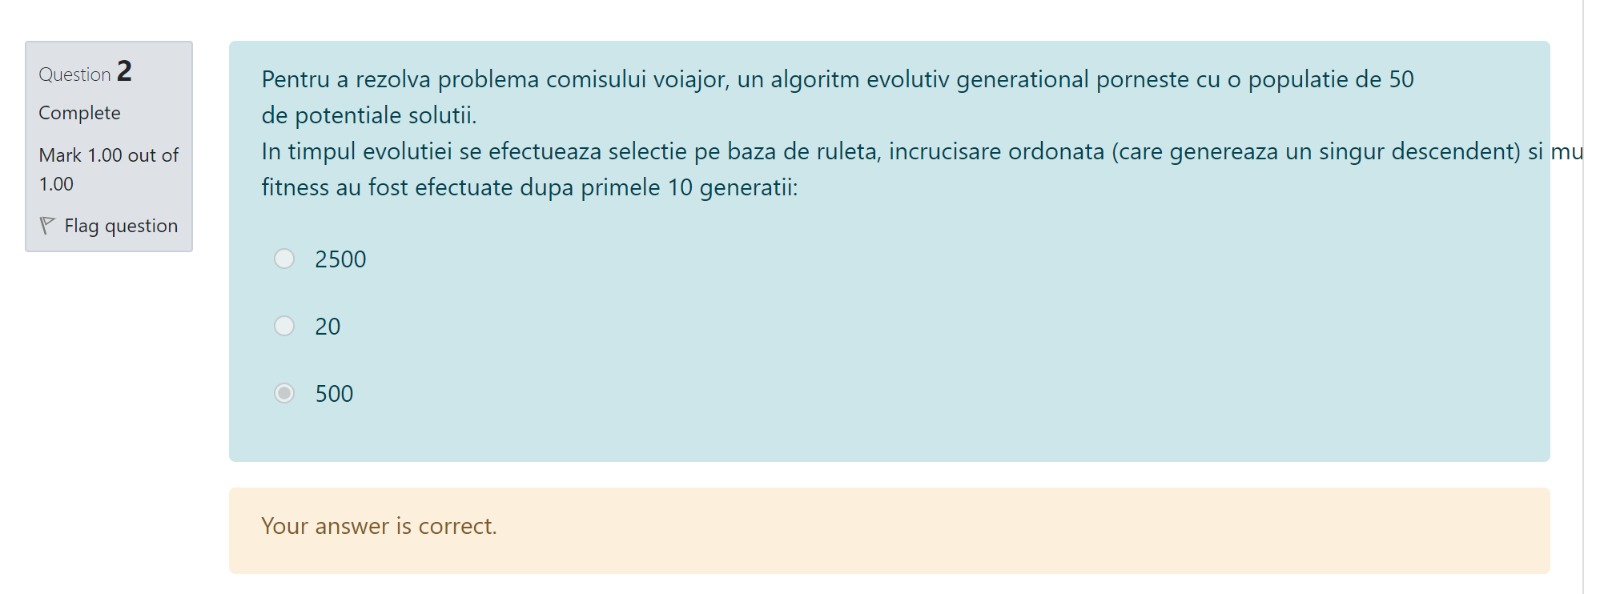 Question 2
Complete
Mark 1.00 out of
1.00
Flag question
Pentru a rezolva problema comisului voiajor, un algoritm evolutiv generational porneste cu o populatie de 50
de potentiale solutii.
In timpul evolutiei se efectueaza selectie pe baza de ruleta, incrucisare ordonata (care genereaza un singur descendent) si mu
fitness au fost efectuate dupa primele 10 generatii:
2500
20
500
Your answer is correct.